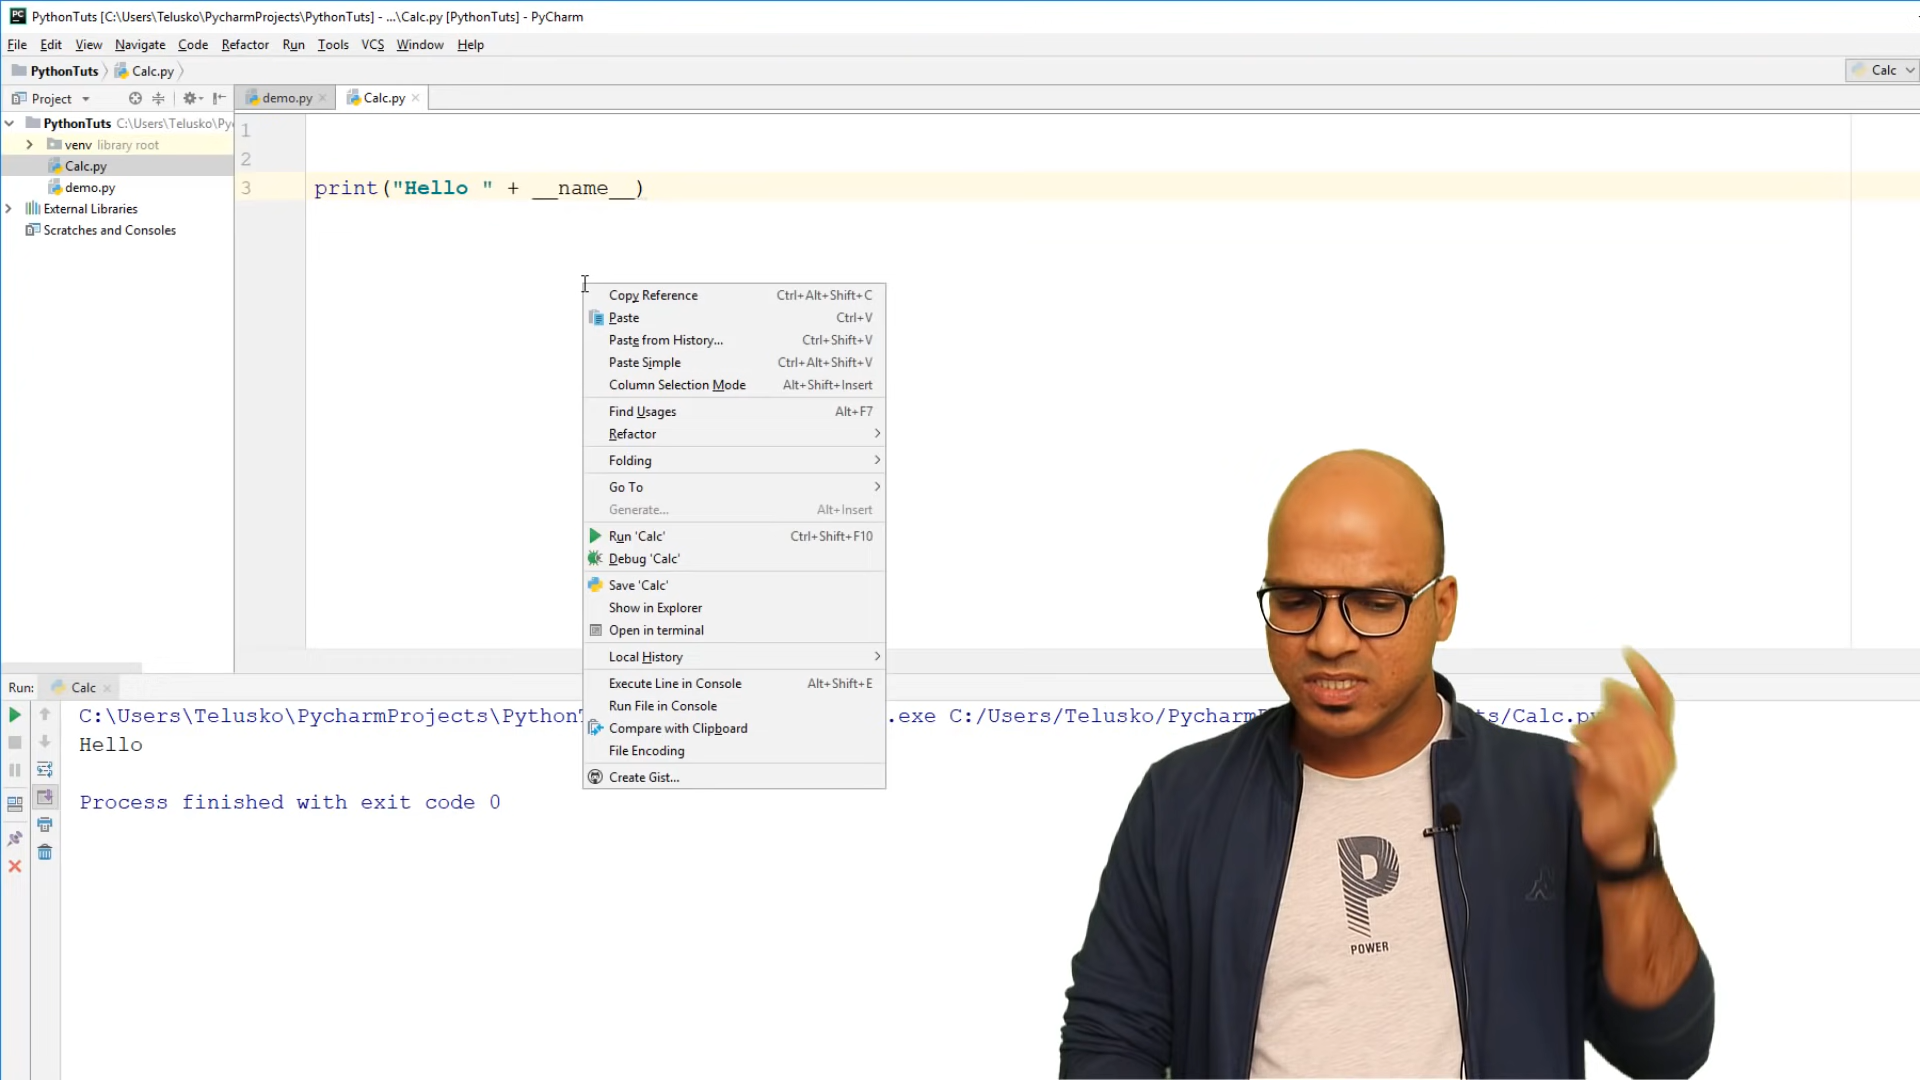 PythonTuts [C:\Users\Telusko\PycharmProjects\PythonTuts] - ...\Calc.py [PythonTuts] - PyCharm
File Edit View Navigate Code Refactor Run Tools VCS Window Help
PythonTuts Calc.py Calc
Project demo.py Calc.py
PythonTuts C:\Users\Telusko\Py
venv library root
Calc.py
demo.py
External Libraries
Scratches and Consoles
1
2
3 print("Hello " + __name__)
Copy Reference Ctrl+Alt+Shift+C
Paste Ctrl+V
Paste from History... Ctrl+Shift+V
Paste Simple Ctrl+Alt+Shift+V
Column Selection Mode Alt+Shift+Insert
Find Usages Alt+F7
Refactor
Folding
Go To
Generate... Alt+Insert
Run 'Calc' Ctrl+Shift+F10
Debug 'Calc'
Save 'Calc'
Show in Explorer
Open in terminal
Local History
Execute Line in Console Alt+Shift+E
Run File in Console
Compare with Clipboard
File Encoding
Create Gist...
Run: Calc
C:\Users\Telusko\PycharmProjects\Python .exe C:/Users/Telusko/Pycharm s/Calc.py
Hello
Process finished with exit code 0
P
POWER